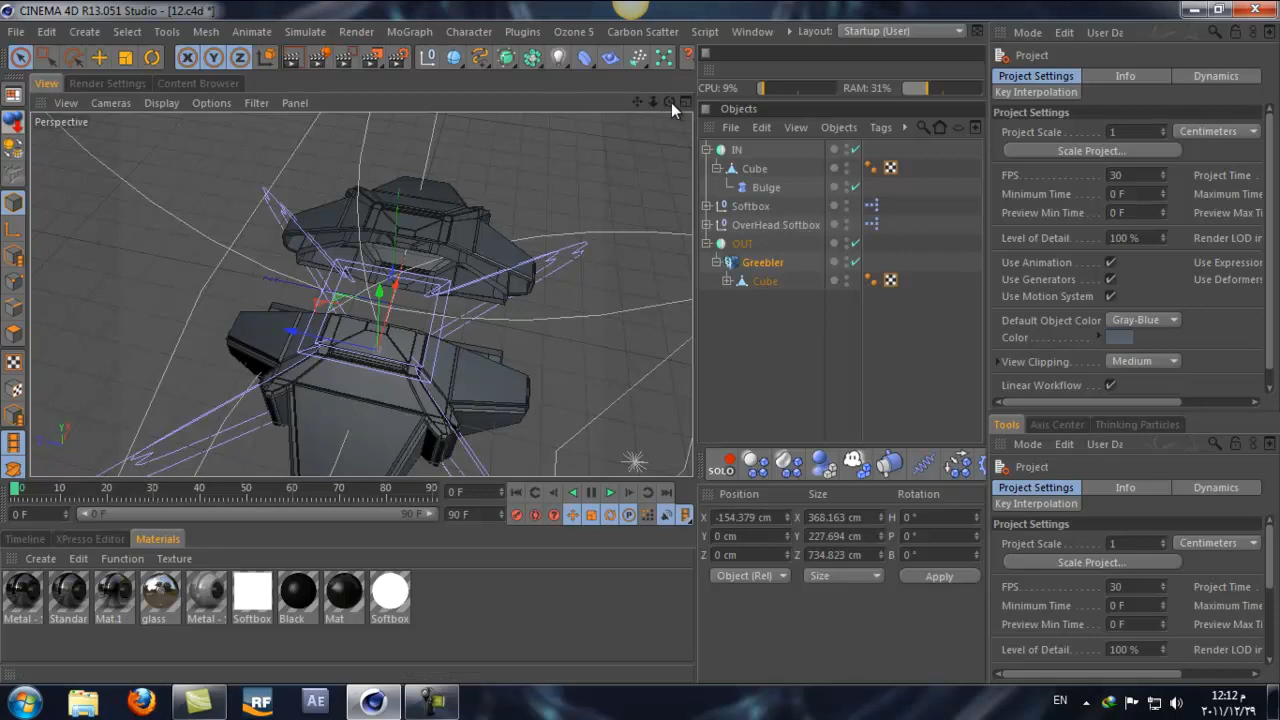 CINEMA 4D R13.051 Studio - [12.c4d *]
File Edit Create Select Tools Mesh Animate Simulate Render MoGraph Character Plugins Ozone 5 Carbon Scatter Script Window Layout: Startup (User)
View Render Settings Content Browser
View Cameras Display Options Filter Panel
Perspective
CPU: 9% RAM: 31%
Objects
File Edit View Objects Tags
IN
Cube
Bulge
Softbox
OverHead Softbox
OUT
Greebler
Cube
SOLO
Position Size Rotation
X -154.379 cm X 368.163 cm H 0 °
Y 0 cm Y 227.694 cm P 0 °
Z 0 cm Z 734.823 cm B 0 °
Object (Rel) Size Apply
Mode Edit User Da
Project
Project Settings Info Dynamics
Key Interpolation
Project Settings
Project Scale 1 Centimeters
Scale Project...
FPS 30 Project Time
Minimum Time 0 F Maximum Time
Preview Min Time 0 F Preview Max Ti
Level of Detail 100 % Render LOD in
Use Animation Use Expression
Use Generators Use Deformers
Use Motion System
Default Object Color Gray-Blue
Color
View Clipping Medium
Linear Workflow
Tools Axis Center Thinking Particles
Mode Edit User Da
Project
Project Settings Info Dynamics
Key Interpolation
Project Settings
Project Scale 1 Centimeters
Scale Project...
FPS 30 Project Time
Minimum Time 0 F Maximum Time
Preview Min Time 0 F Preview Max Ti
Level of Detail 100 % Render LOD in
0 10 20 30 40 50 60 70 80 90 0 F
0 F 0 F 90 F 90 F
Timeline XPresso Editor Materials
Create Edit Function Texture
Metal - Standar Mat.1 glass Metal - Softbox Black Mat Softbox
RF Ae
EN
12:12 م
٢٠١١/١٢/٢٩